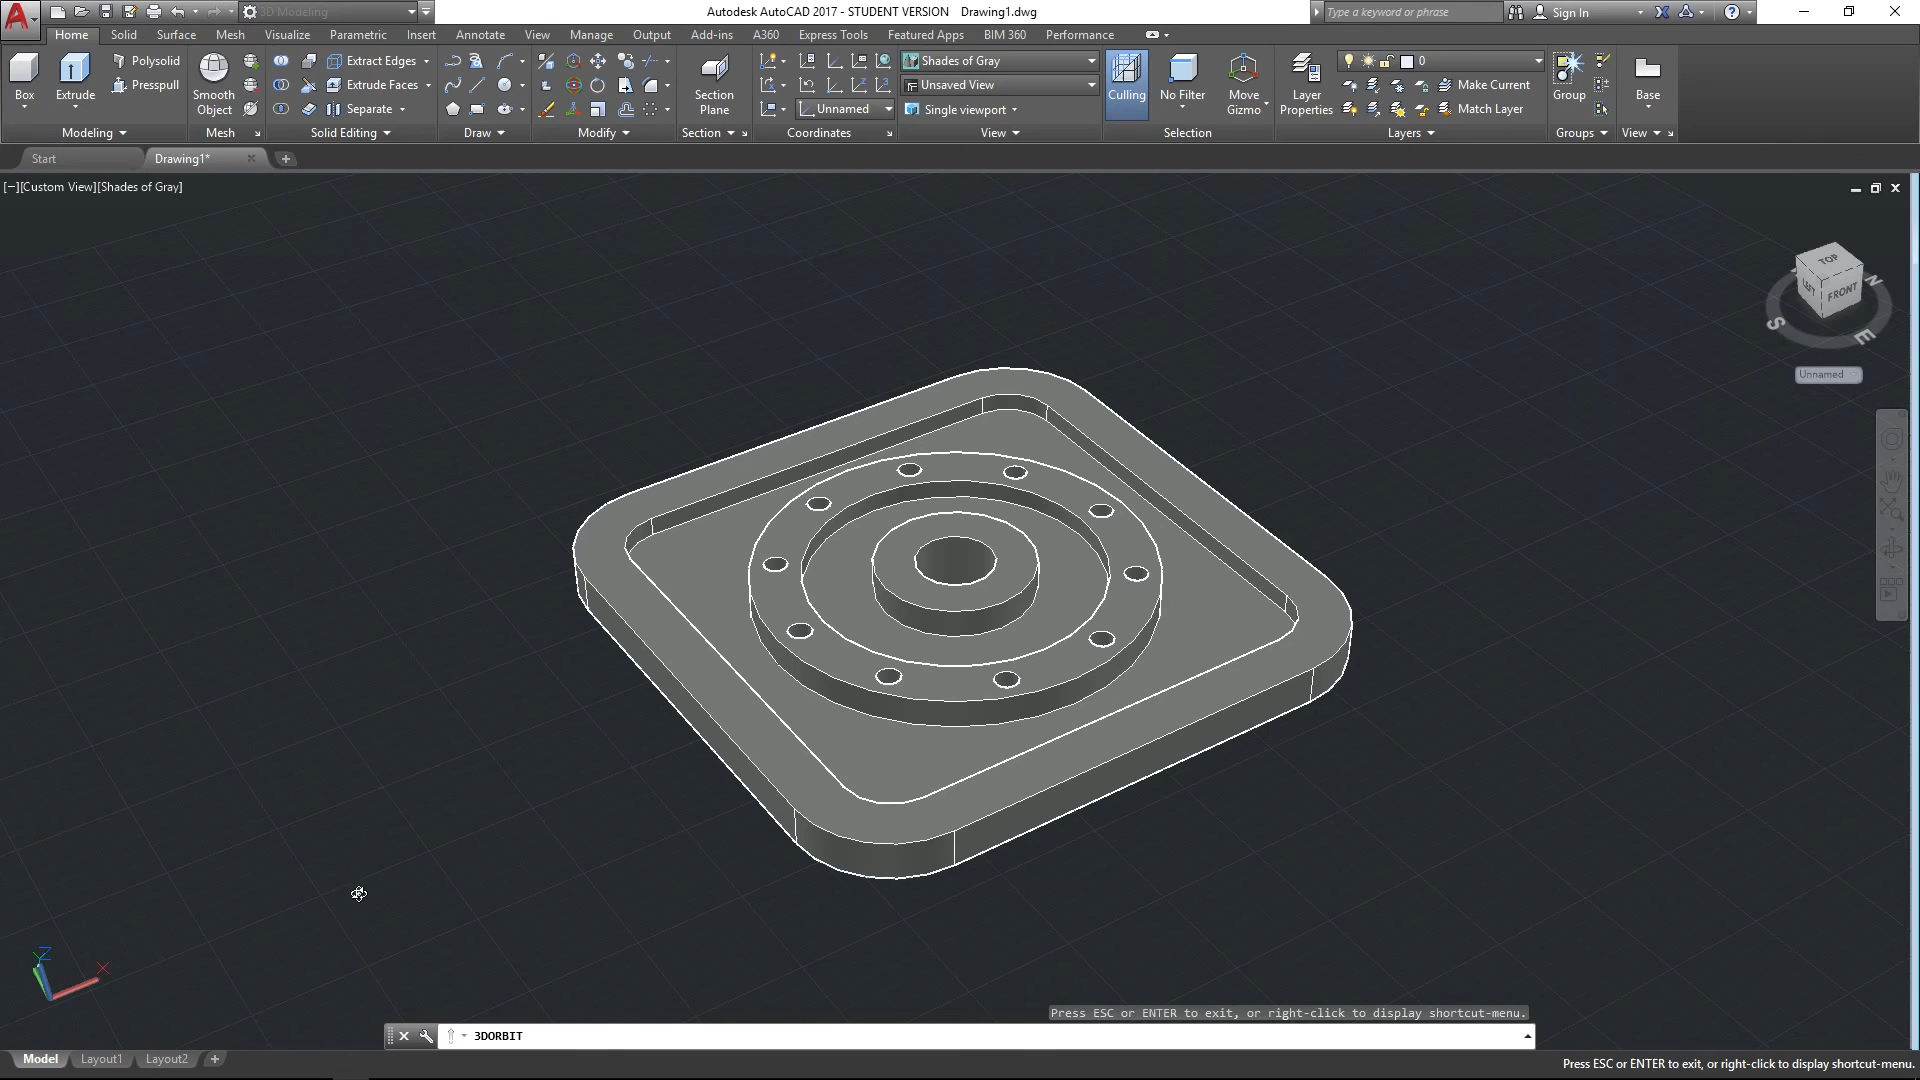 3D Modeling
Autodesk AutoCAD 2017 - STUDENT VERSION Drawing1.dwg
Type a keyword or phrase
Sign In
Home Solid Surface Mesh Visualize Parametric Insert Annotate View Manage Output Add-ins A360 Express Tools Featured Apps BIM 360 Performance
Box
Extrude
Polysolid
Presspull
Modeling
Smooth
Object
Mesh
Extract Edges
Extrude Faces
Separate
Solid Editing
Draw
Modify
Section
Plane
Section
Unnamed
Coordinates
Shades of Gray
Unsaved View
Single viewport
View
Culling
No Filter
Move
Gizmo
Selection
Layer
Properties
0
Make Current
Match Layer
Layers
Group
Groups
Base
View
Start
Drawing1*
[−][Custom View][Shades of Gray]
TOP
LEFT
FRONT
N
S
E
Unnamed
Z
Y
X
Press ESC or ENTER to exit, or right-click to display shortcut-menu.
3DORBIT
Model Layout1 Layout2
Press ESC or ENTER to exit, or right-click to display shortcut-menu.